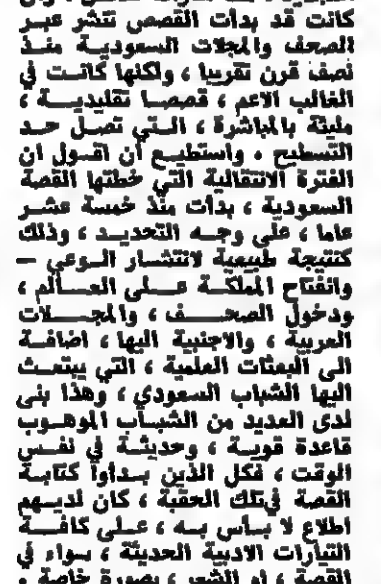 كانت قد بدأت القصص تنشر عبر
الصحف والمجلات السعودية منذ
نصف قرن تقريبا ، ولكنها كانت في
الغالب الاعم ، قصصا تقليدية ،
مليئة بالمباشرة ، التي تصل حد
التسطيح . واستطيع أن اقول ان
الفترة الانتقالية التي خطتها القصة
السعودية ، بدأت منذ خمسة عشر
عاما ، على وجه التحديد ، وذلك
كنتيجة طبيعية لانتشار الوعي –
وانفتاح المملكة على العالم ،
ودخول الصحف ، والمجلات
العربية ، والاجنبية اليها ، اضافة
الى البعثات العلمية ، التي يبتعث
اليها الشباب السعودي ، وهذا بنى
لدى العديد من الشباب الموهوب
قاعدة قوية ، وحديثة في نفس
الوقت ، فكل الذين بداوا كتابة
القصة في تلك الحقبة ، كان لديهم
اطلاع لا بأس به ، على كافة
التيارات الادبية الحديثة ، سواء في
القصة ، او الشعر ، بصورة خاصة .